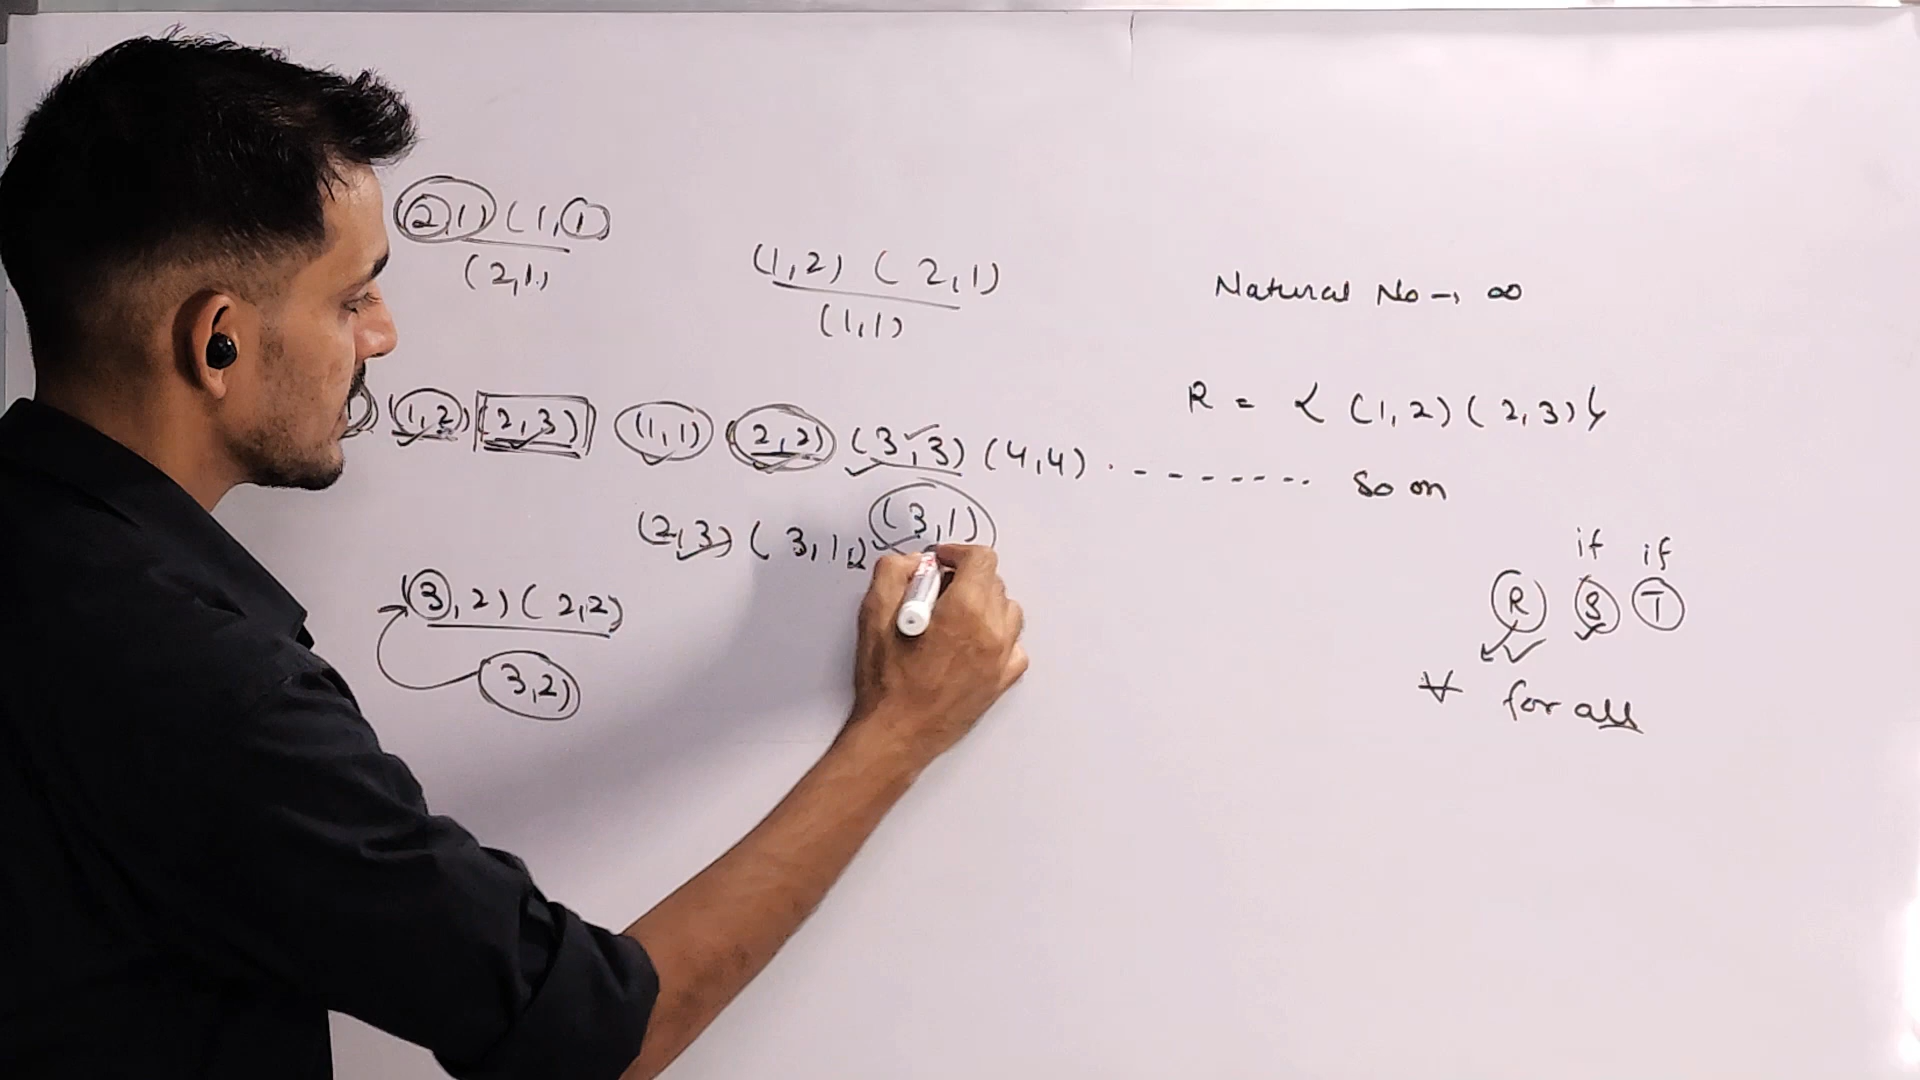 (2,1) (1,1)
(2,1)
(1,2) (2,1)
(1,1)
Natural No → ∞
R = { (1,2) (2,3) }
(1,2) (2,3) (1,1) (2,2) (3,3) (4,4) . - - - - - - - . so on
(2,3) (3,1) (3,1)
(3,2) (2,2)
(3,2)
if if
R S T
∀ for all